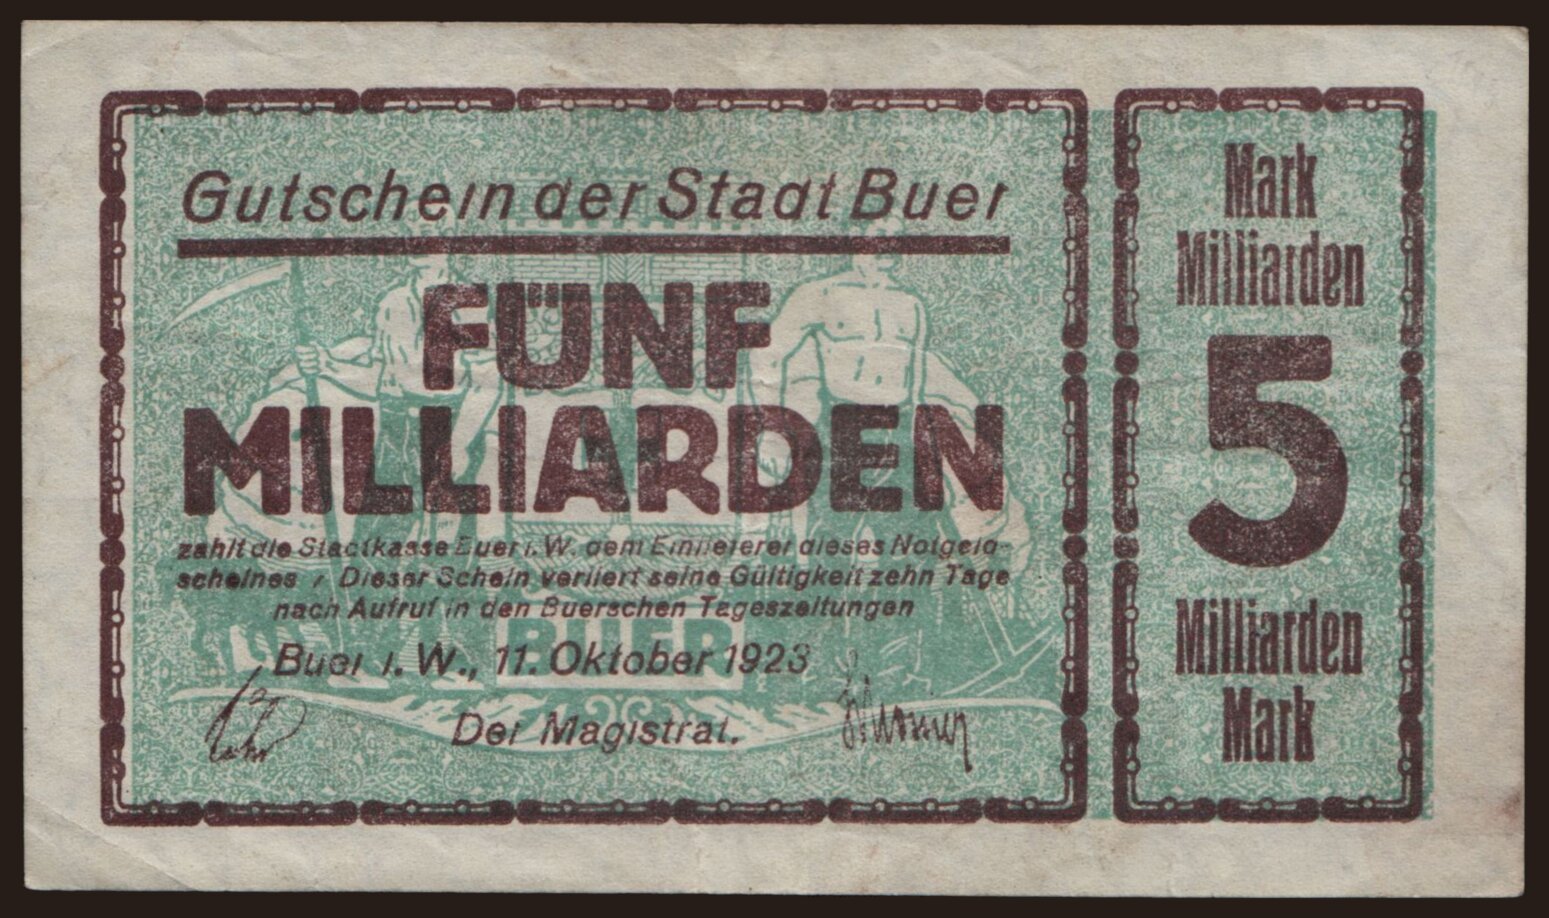 Gutschein der Stadt Buer
FÜNF
MILLIARDEN
zahlt die Stadtkasse Buer i. W. dem Einlieferer dieses Notgeld-
scheines / Dieser Schein verliert seine Gültigkeit zehn Tage
nach Aufruf in den Buerschen Tageszeitungen
BUER
Buer i. W., 11. Oktober 1923
Der Magistrat.
Mark
Milliarden
5
Milliarden
Mark